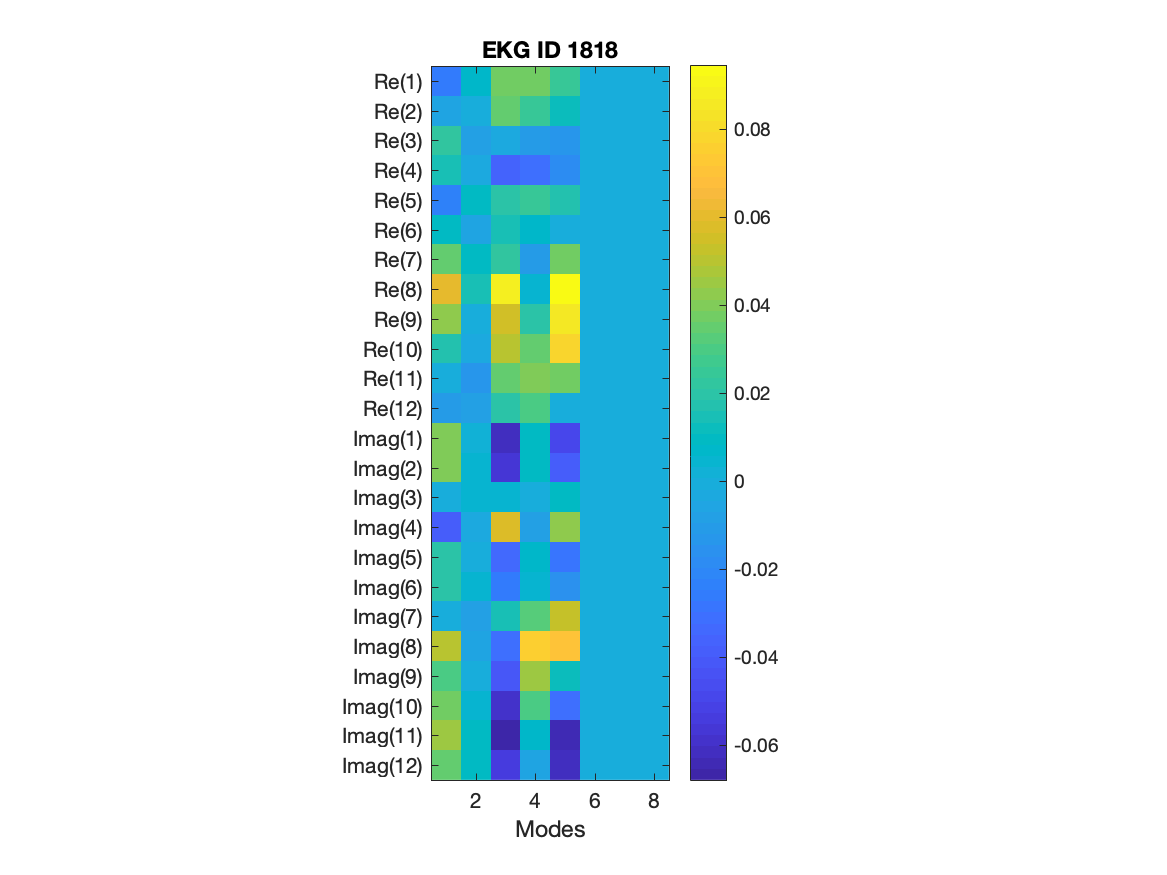 EKG ID 1818
Re(1)
Re(2)
Re(3)
Re(4)
Re(5)
Re(6)
Re(7)
Re(8)
Re(9)
Re(10)
Re(11)
Re(12)
Imag(1)
Imag(2)
Imag(3)
Imag(4)
Imag(5)
Imag(6)
Imag(7)
Imag(8)
Imag(9)
Imag(10)
Imag(11)
Imag(12)
2 4 6 8
Modes
0.08
0.06
0.04
0.02
0
-0.02
-0.04
-0.06